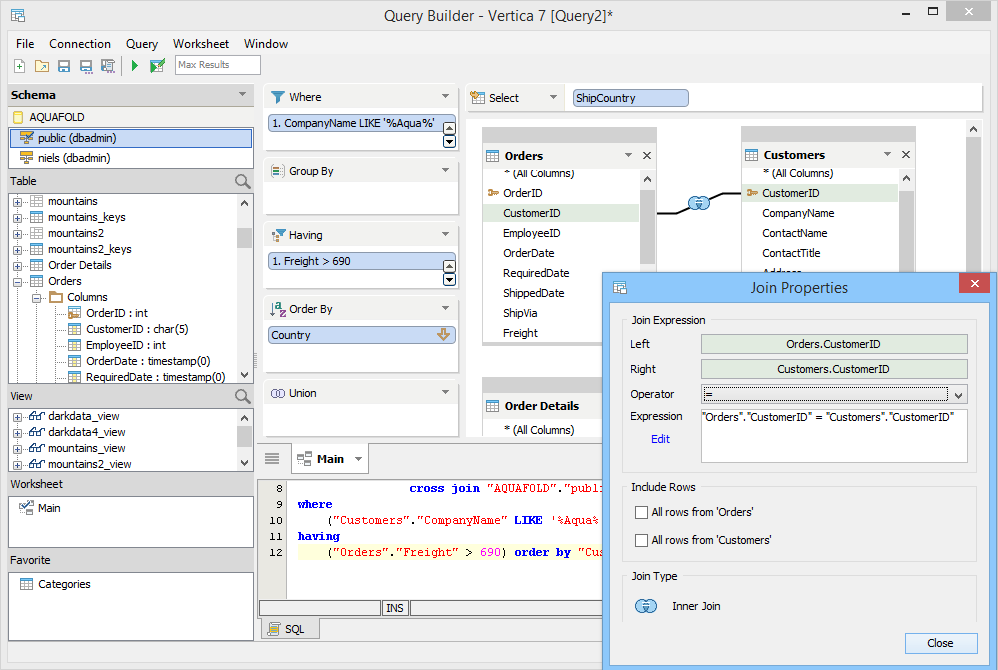 Query Builder - Vertica 7 [Query2]*
File Connection Query Worksheet Window
Max Results
Schema
AQUAFOLD
public (dbadmin)
niels (dbadmin)
Table
mountains
mountains_keys
mountains2
mountains2_keys
Order Details
Orders
Columns
OrderID : int
CustomerID : char(5)
EmployeeID : int
OrderDate : timestamp(0)
RequiredDate : timestamp(0)
View
darkdata_view
darkdata4_view
mountains_view
mountains2_view
Worksheet
Main
Favorite
Categories
Where
1. CompanyName LIKE '%Aqua%'
Group By
Having
1. Freight > 690
Order By
Country
Union
Select
ShipCountry
Orders
* (All Columns)
OrderID
CustomerID
EmployeeID
OrderDate
RequiredDate
ShippedDate
ShipVia
Freight
Customers
* (All Columns)
CustomerID
CompanyName
ContactName
ContactTitle
Address
Order Details
* (All Columns)
Main
8 cross join "AQUAFOLD"."publi
9 where
10 ("Customers"."CompanyName" LIKE '%Aqua%
11 having
12 ("Orders"."Freight" > 690) order by "Cus
INS
SQL
Join Properties
Join Expression
Left Orders.CustomerID
Right Customers.CustomerID
Operator =
Expression "Orders"."CustomerID" = "Customers"."CustomerID"
Edit
Include Rows
All rows from 'Orders'
All rows from 'Customers'
Join Type
Inner Join
Close